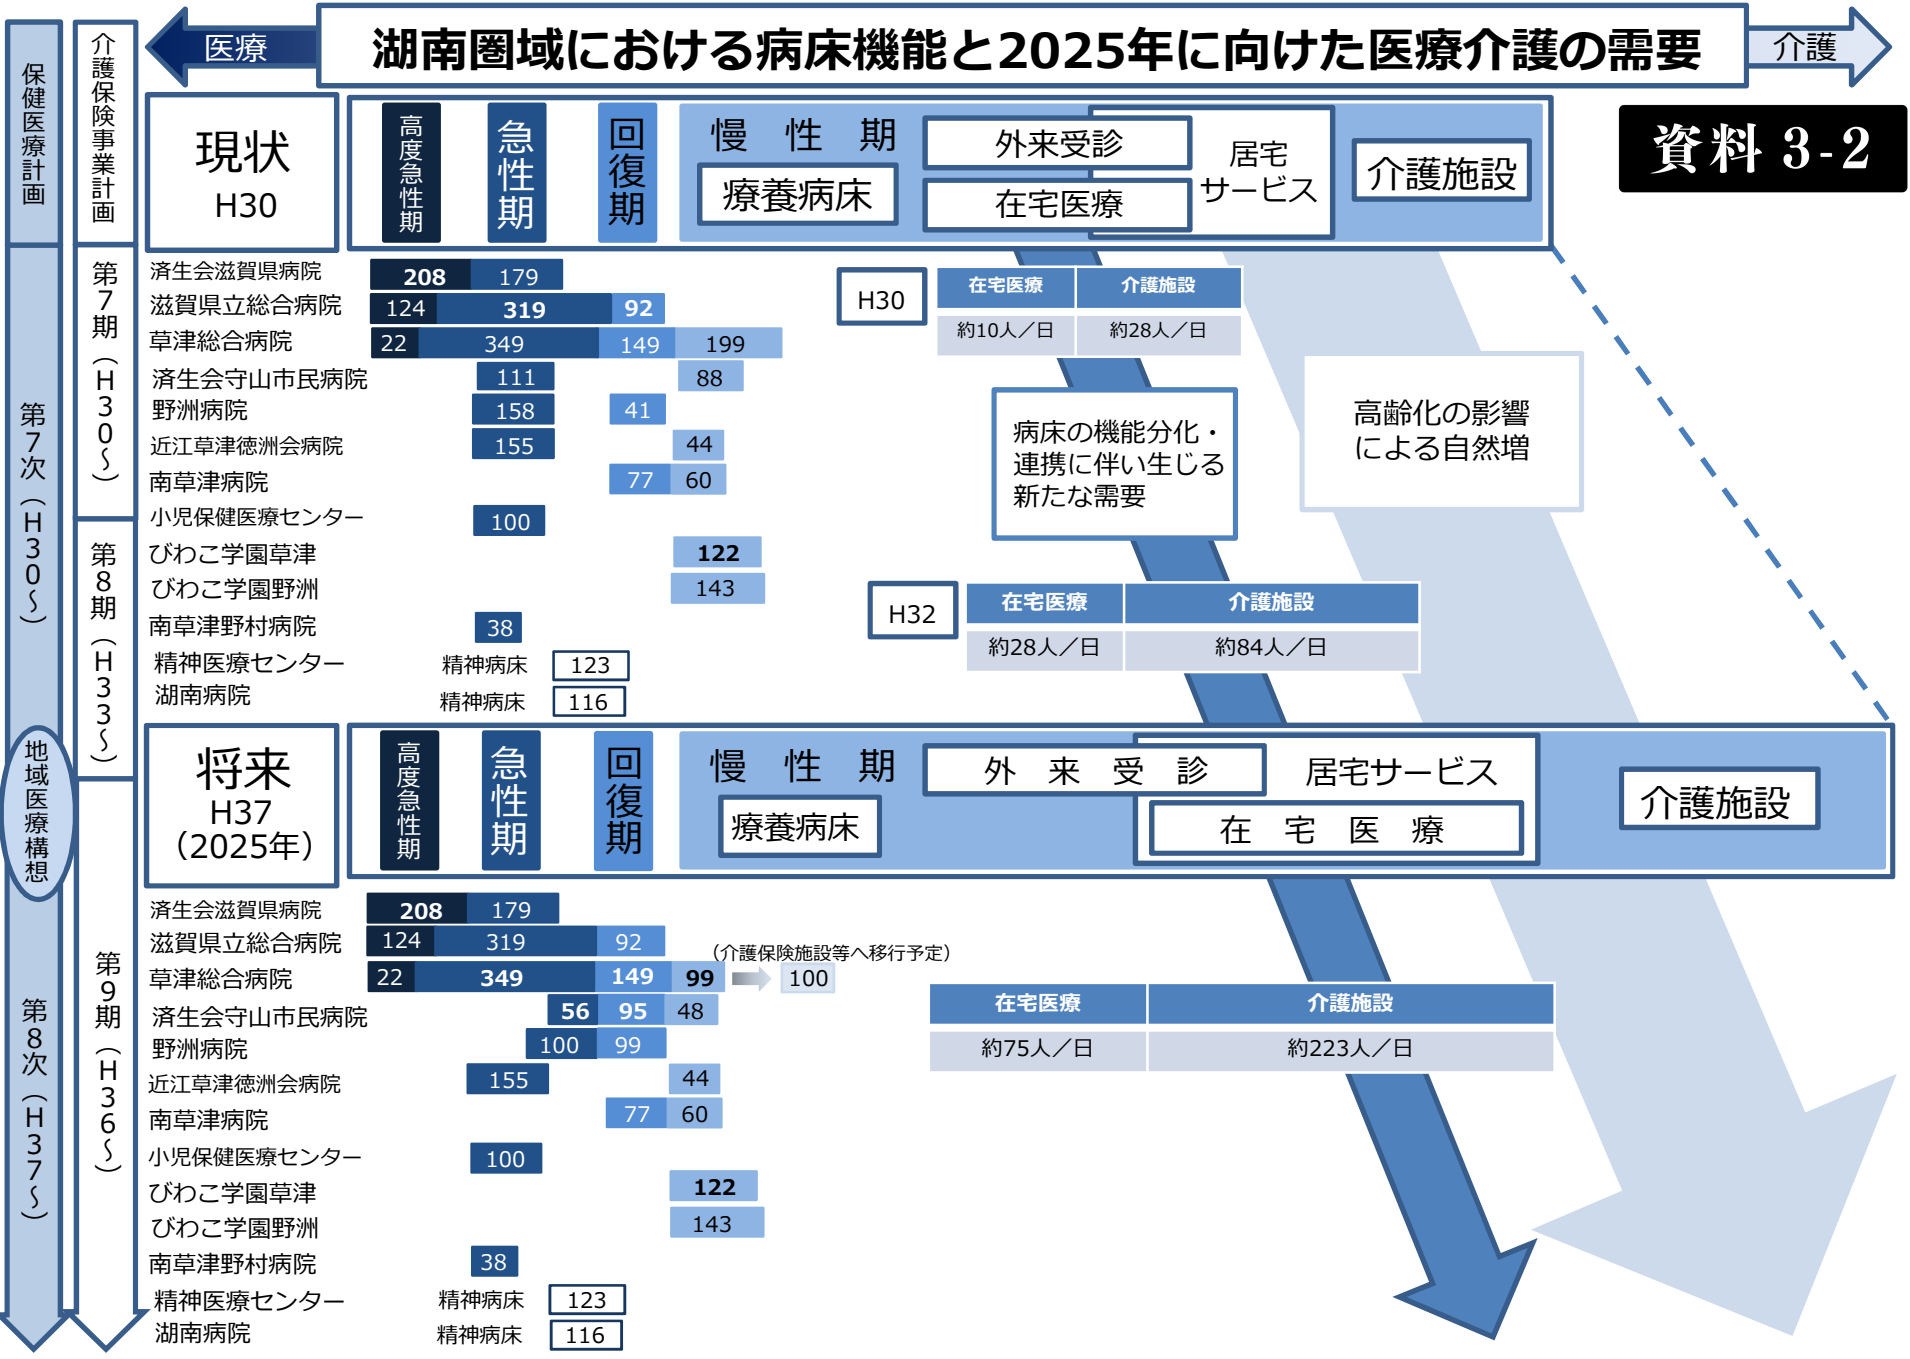 医療
湖南圏域における病床機能と2025年に向けた医療介護の需要
介護
資料 3-2
保健医療計画
介護保険事業計画
第7次（H30～）
地域医療構想
第8次（H37～）
第7期（H30～）
第8期（H33～）
第9期（H36～）
現状
H30
高度急性期
急性期
回復期
慢性期
療養病床
外来受診
在宅医療
居宅
サービス
介護施設
済生会滋賀県病院 208 179
滋賀県立総合病院 124 319 92
草津総合病院 22 349 149 199
済生会守山市民病院 111 88
野洲病院 158 41
近江草津徳洲会病院 155 44
南草津病院 77 60
小児保健医療センター 100
びわこ学園草津 122
びわこ学園野洲 143
南草津野村病院 38
精神医療センター 精神病床 123
湖南病院 精神病床 116
H30
在宅医療 介護施設
約10人／日 約28人／日
病床の機能分化・
連携に伴い生じる
新たな需要
高齢化の影響
による自然増
H32
在宅医療 介護施設
約28人／日 約84人／日
将来
H37
（2025年）
高度急性期
急性期
回復期
慢性期
療養病床
外来受診
居宅サービス
在宅医療
介護施設
済生会滋賀県病院 208 179
滋賀県立総合病院 124 319 92
（介護保険施設等へ移行予定）
草津総合病院 22 349 149 99 100
済生会守山市民病院 56 95 48
野洲病院 100 99
近江草津徳洲会病院 155 44
南草津病院 77 60
小児保健医療センター 100
びわこ学園草津 122
びわこ学園野洲 143
南草津野村病院 38
精神医療センター 精神病床 123
湖南病院 精神病床 116
在宅医療 介護施設
約75人／日 約223人／日